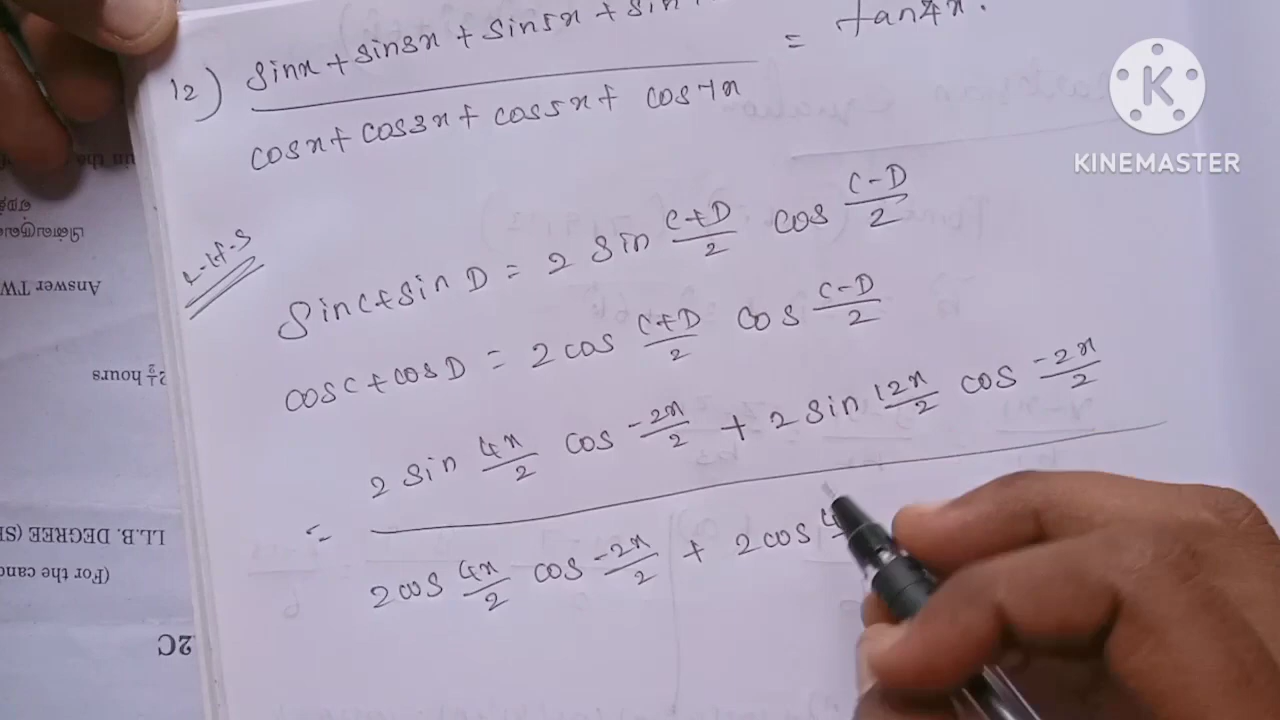 12) sinx + sin3x + sin5x + sin = tan4x.
cosx + cos3x + cos5x + cos7x
KINEMASTER
L-H-S
sinC + sinD = 2 sin C+D/2 cos C-D/2
cosC + cosD = 2 cos C+D/2 cos C-D/2
= 2 sin 4x/2 cos -2x/2 + 2 sin 12x/2 cos -2x/2
2 cos 4x/2 cos -2x/2 + 2 cos
Answer TW
2 1/2 hours
LL.B. DEGREE (S
(For the canc
2C